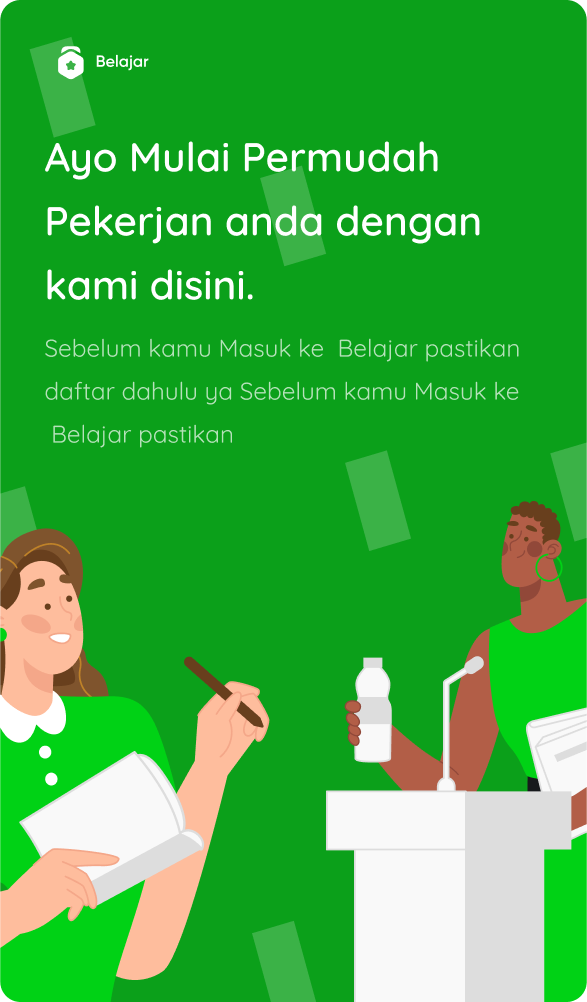 Belajar
Ayo Mulai Permudah
Pekerjan anda dengan
kami disini.
Sebelum kamu Masuk ke  Belajar pastikan
daftar dahulu ya Sebelum kamu Masuk ke
Belajar pastikan